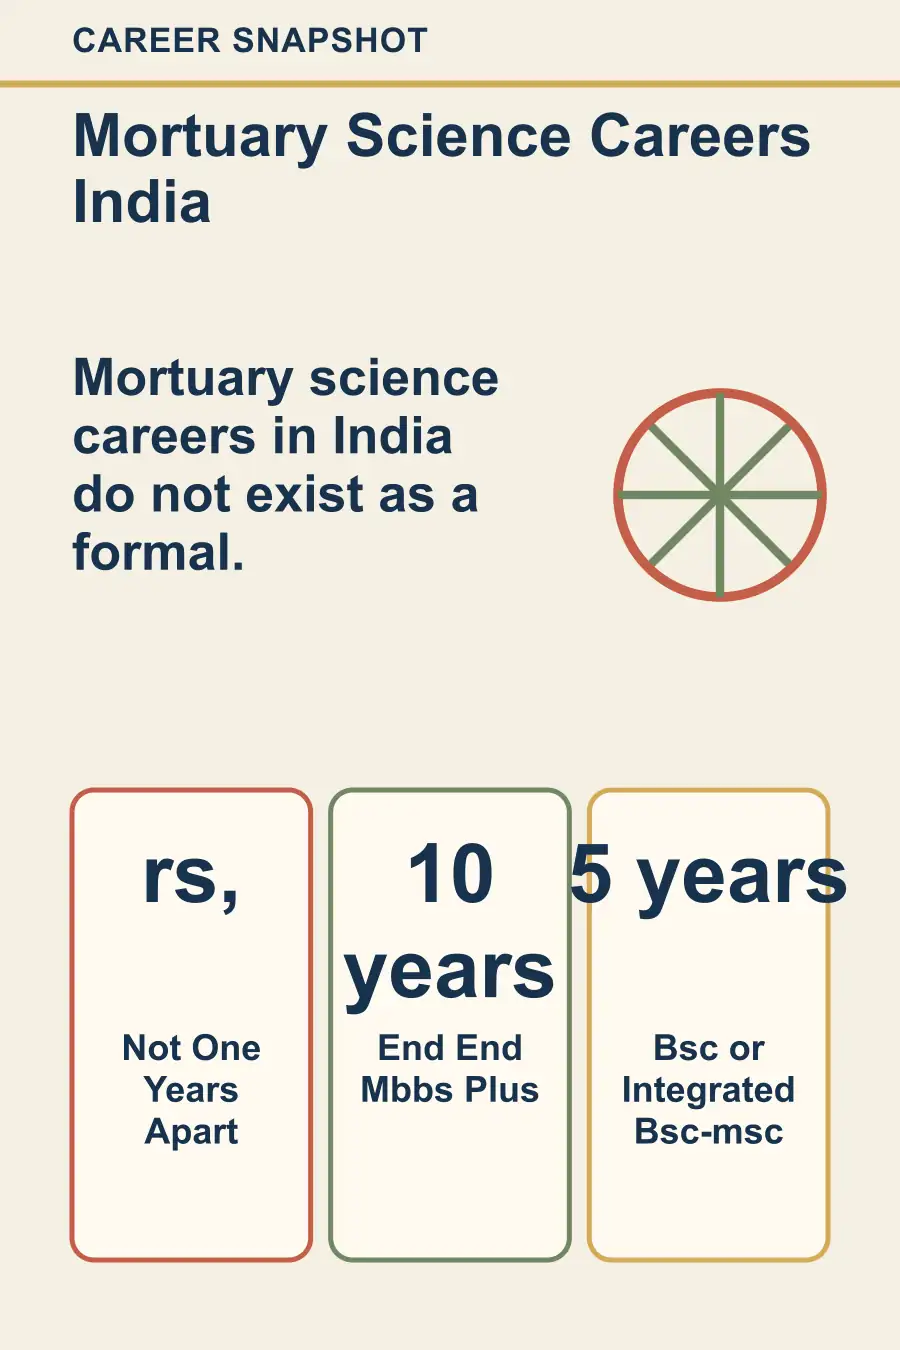 CAREER SNAPSHOT
Mortuary Science Careers
India
Mortuary science
careers in India
do not exist as a
formal.
rs,
Not One
Years
Apart
10
years
End End
Mbbs Plus
5 years
Bsc or
Integrated
Bsc-msc